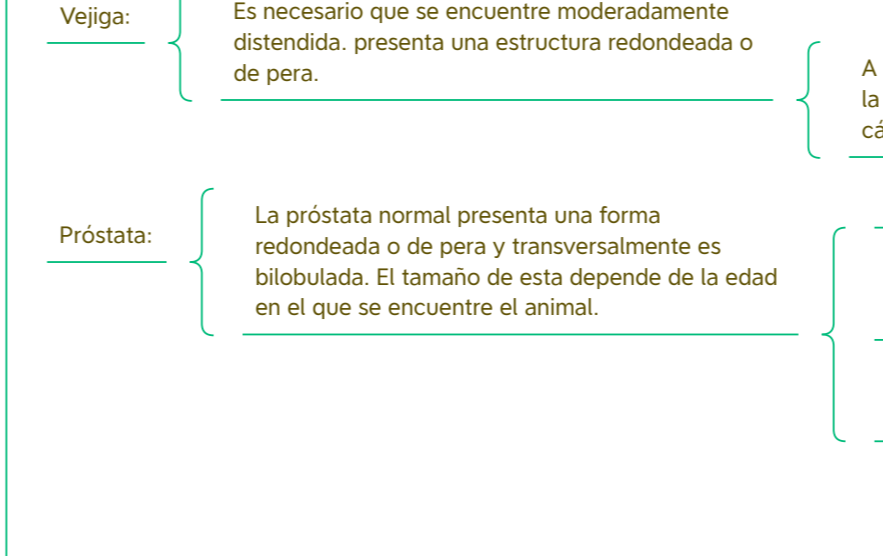 Vejiga:
Es necesario que se encuentre moderadamente
distendida. presenta una estructura redondeada o
de pera.
A
la
Próstata:
La próstata normal presenta una forma
redondeada o de pera y transversalmente es
bilobulada. El tamaño de esta depende de la edad
en el que se encuentre el animal.